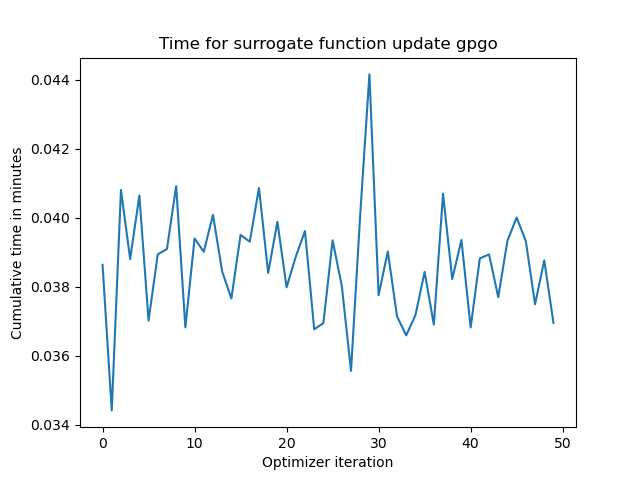 Time for surrogate function update gpgo
Cumulative time in minutes
0.044
0.042
0.040
0.038
0.036
0.034
0 10 20 30 40 50
Optimizer iteration